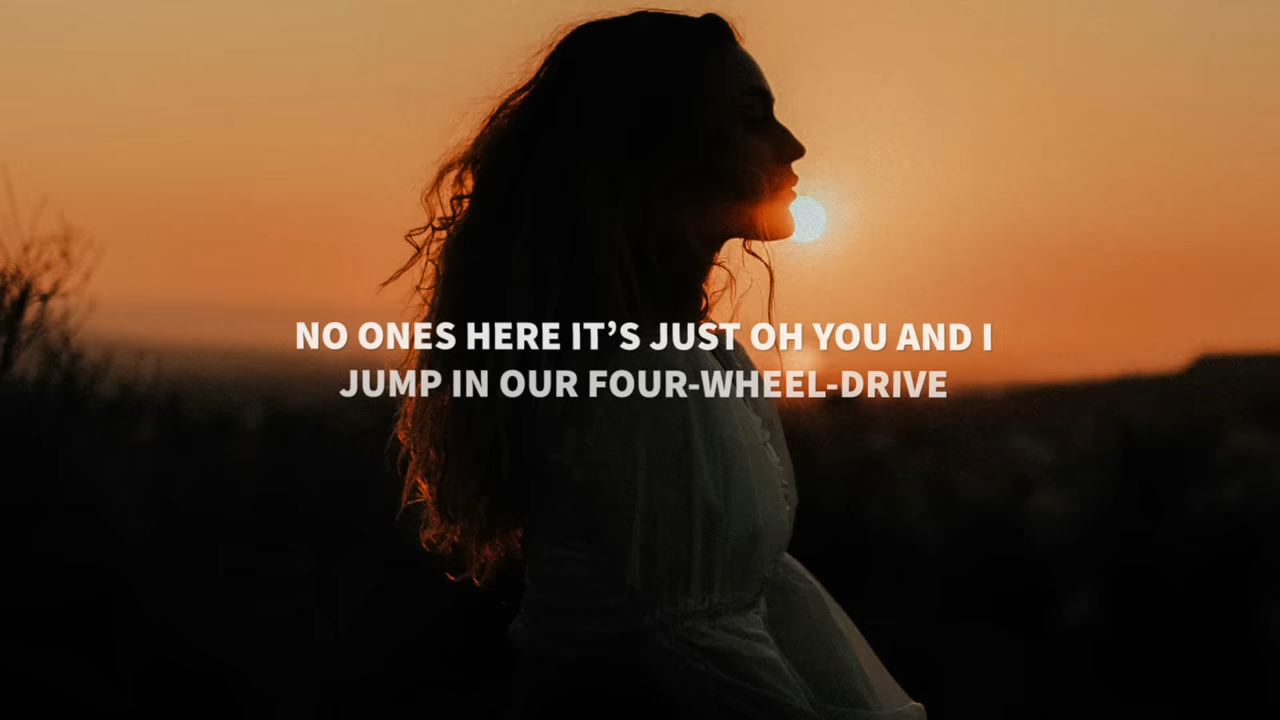 NO ONES HERE IT’S JUST OH YOU AND I
JUMP IN OUR FOUR-WHEEL-DRIVE